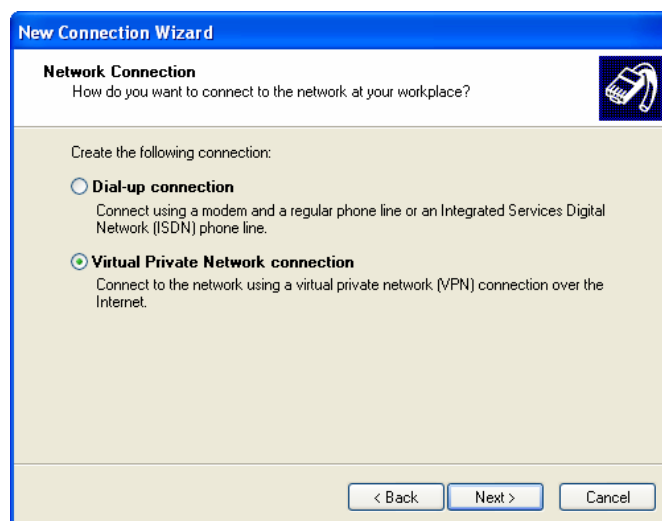 New Connection Wizard
Network Connection
How do you want to connect to the network at your workplace?
Create the following connection:
Dial-up connection
Connect using a modem and a regular phone line or an Integrated Services Digital
Network (ISDN) phone line.
Virtual Private Network connection
Connect to the network using a virtual private network (VPN) connection over the
Internet.
< Back
Next >
Cancel